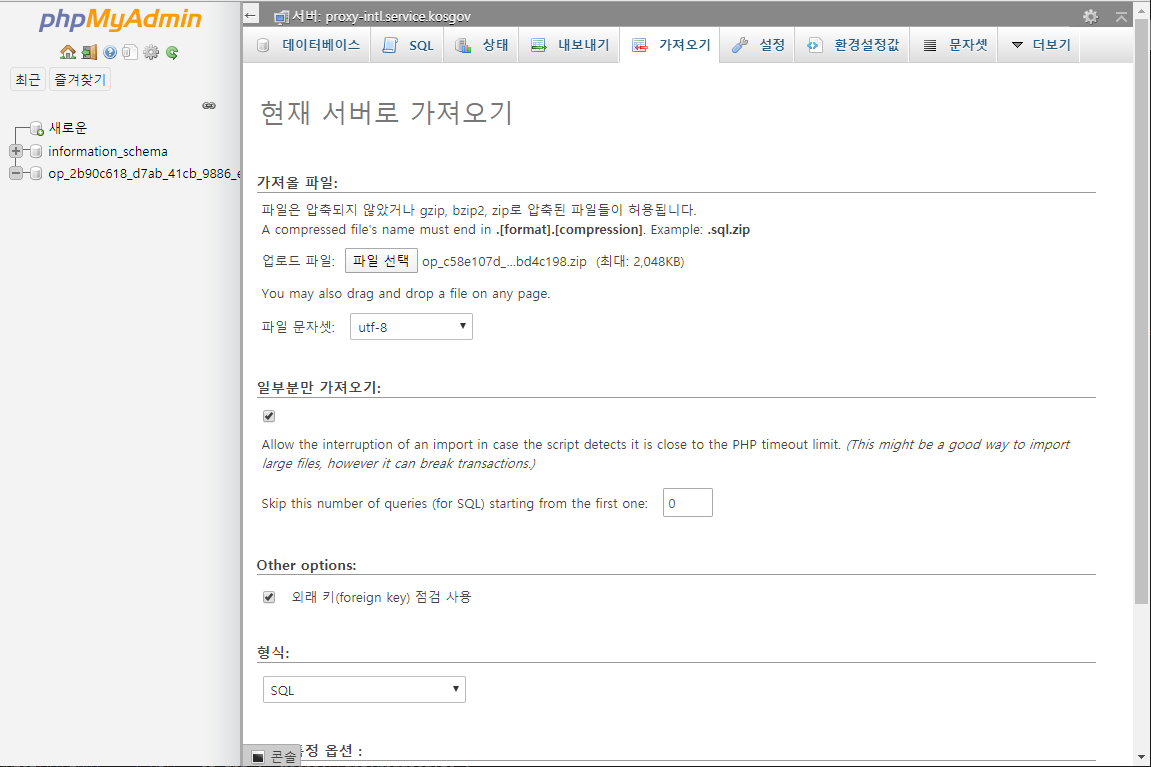 phpMyAdmin
최근 즐겨찾기
새로운
information_schema
op_2b90c618_d7ab_41cb_9886_e
서버: proxy-intl.service.kosgov
데이터베이스 SQL 상태 내보내기 가져오기 설정 환경설정값 문자셋 더보기
현재 서버로 가져오기
가져올 파일:
파일은 압축되지 않았거나 gzip, bzip2, zip로 압축된 파일들이 허용됩니다.
A compressed file's name must end in .[format].[compression]. Example: .sql.zip
업로드 파일: 파일 선택 op_c58e107d_...bd4c198.zip (최대: 2,048KB)
You may also drag and drop a file on any page.
파일 문자셋: utf-8
일부분만 가져오기:
Allow the interruption of an import in case the script detects it is close to the PHP timeout limit. (This might be a good way to import
large files, however it can break transactions.)
Skip this number of queries (for SQL) starting from the first one: 0
Other options:
외래 키(foreign key) 점검 사용
형식:
SQL
특정 옵션 :
콘솔